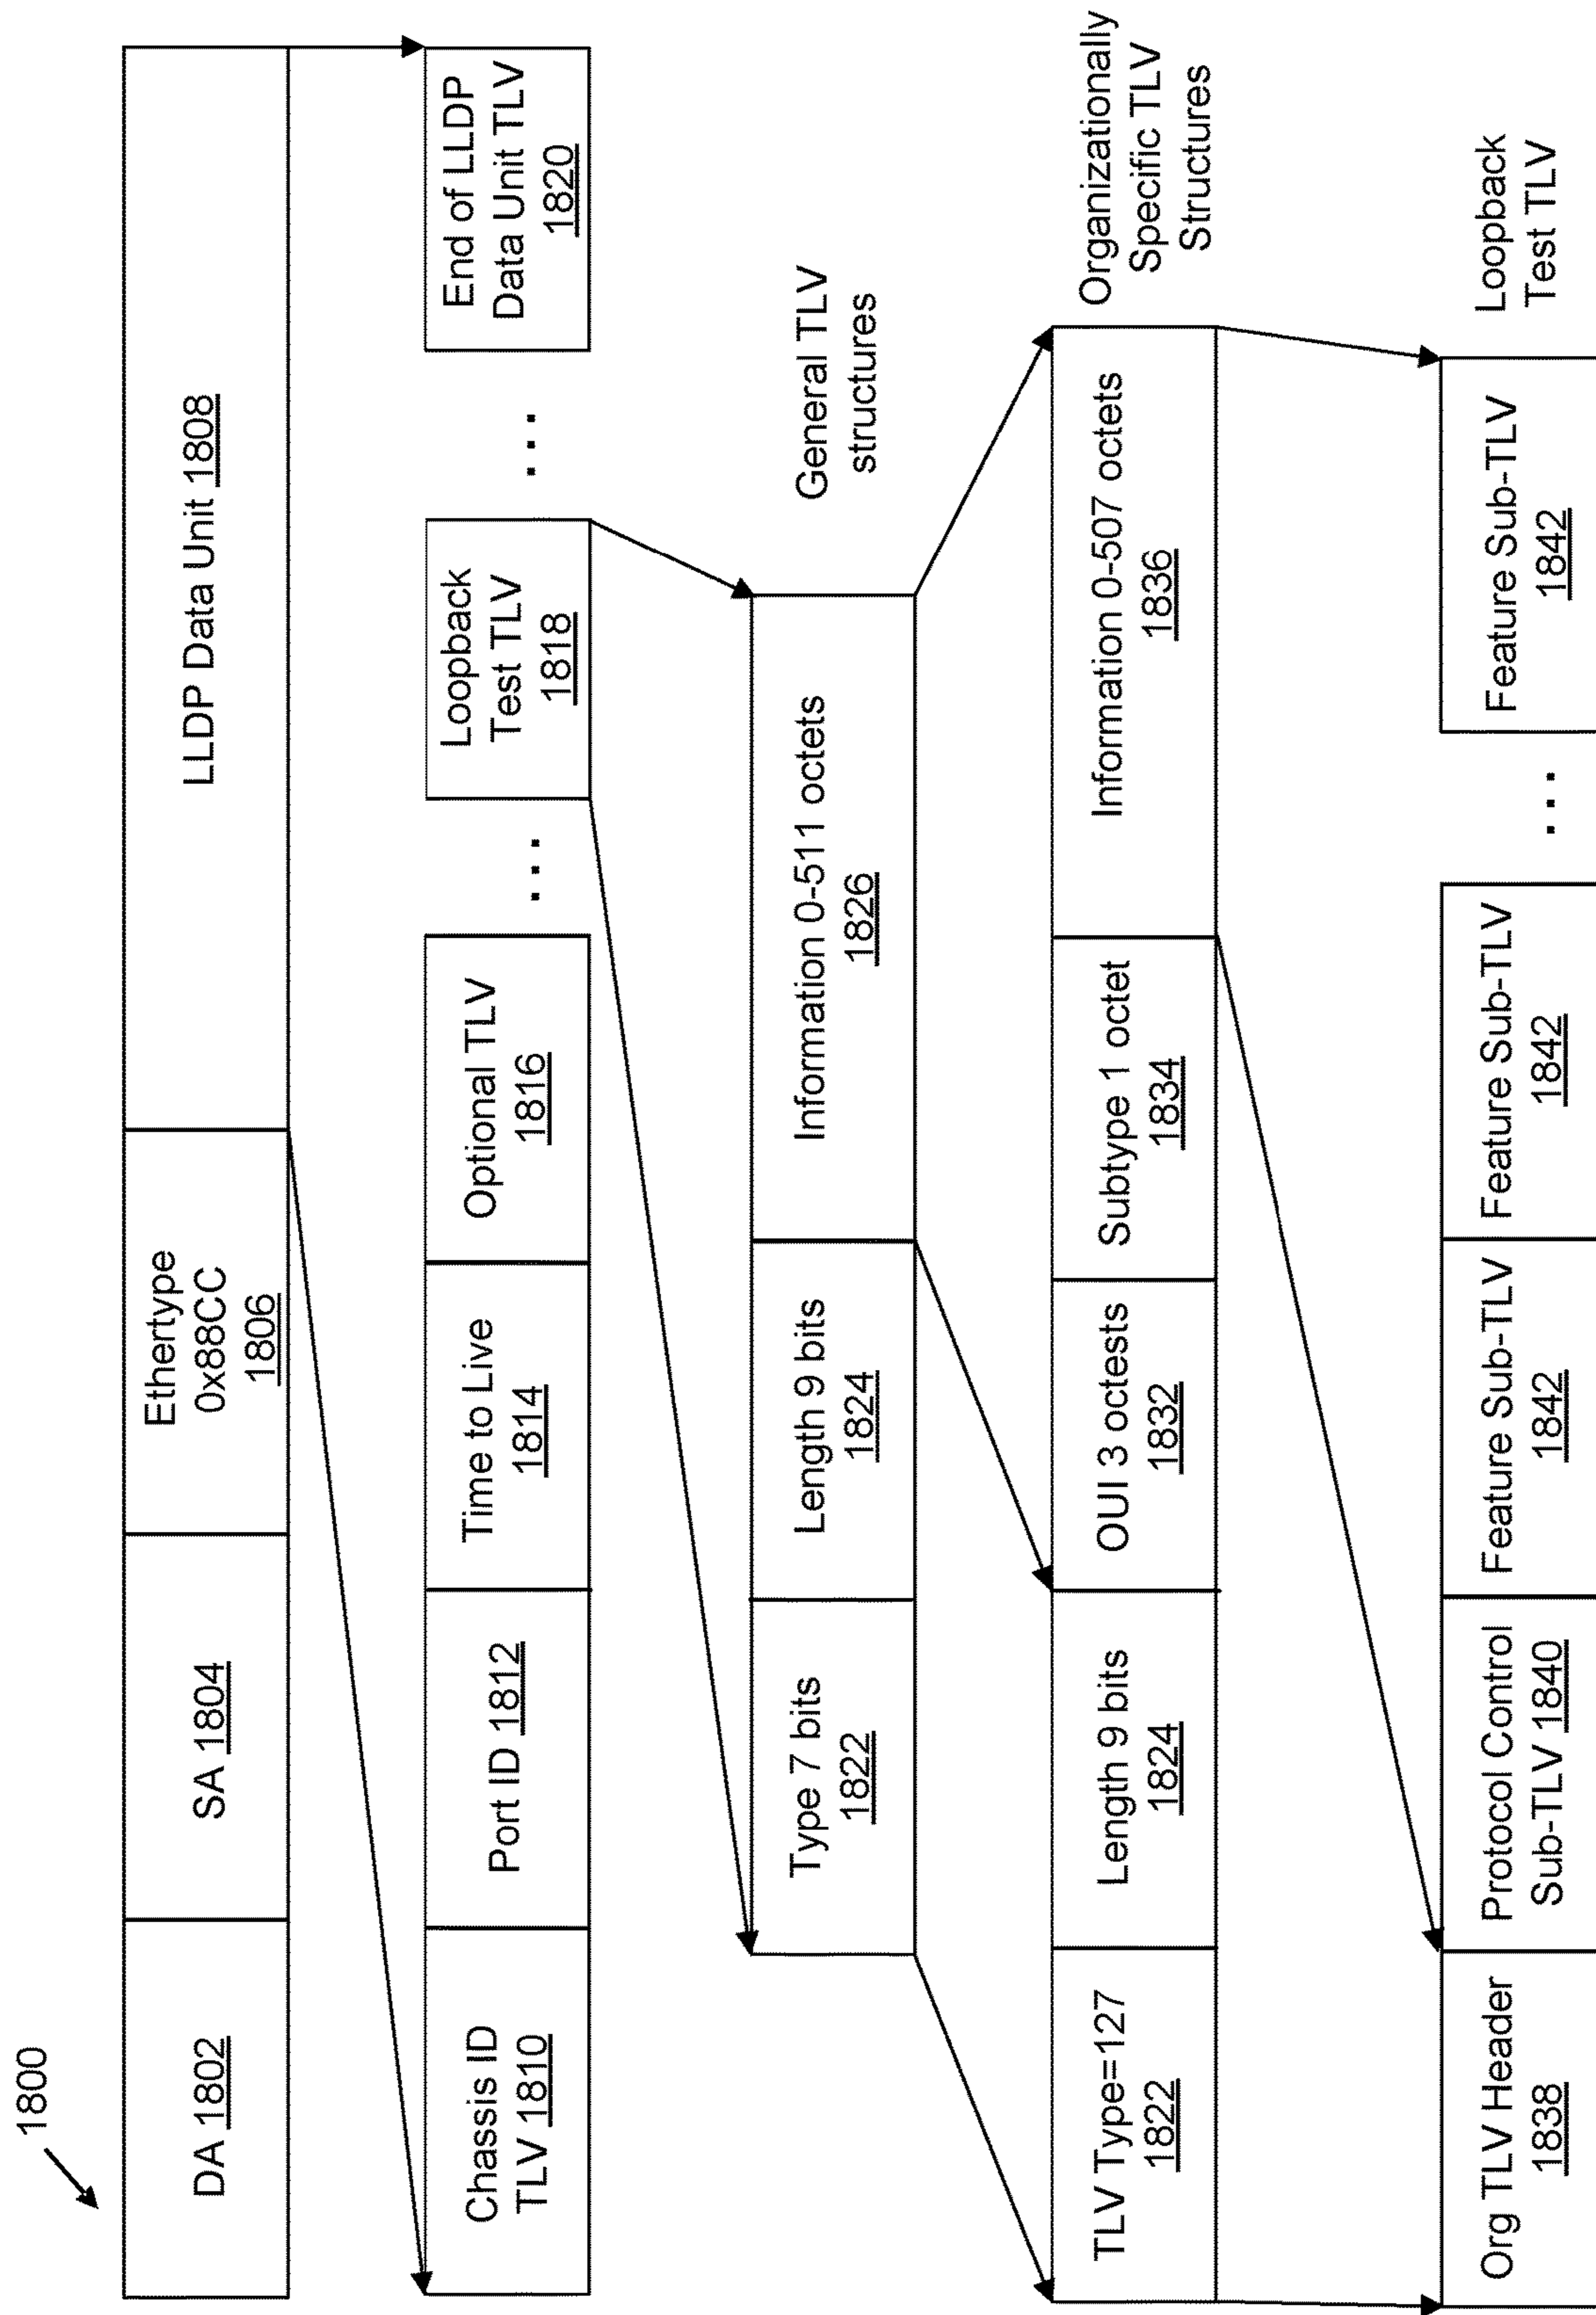 1800
DA 1802
SA 1804
Ethertype
0x88CC
1806
LLDP Data Unit 1808
Chassis ID
TLV 1810
Port ID 1812
Time to Live
1814
Optional TLV
1816
...
Loopback
Test TLV
1818
...
End of LLDP
Data Unit TLV
1820
Type 7 bits
1822
Length 9 bits
1824
Information 0-511 octets
1826
General TLV
structures
TLV Type=127
1822
Length 9 bits
1824
OUI 3 octests
1832
Subtype 1 octet
1834
Information 0-507 octets
1836
Organizationally
Specific TLV
Structures
Org TLV Header
1838
Protocol Control
Sub-TLV 1840
Feature Sub-TLV
1842
Feature Sub-TLV
1842
...
Feature Sub-TLV
1842
Loopback
Test TLV